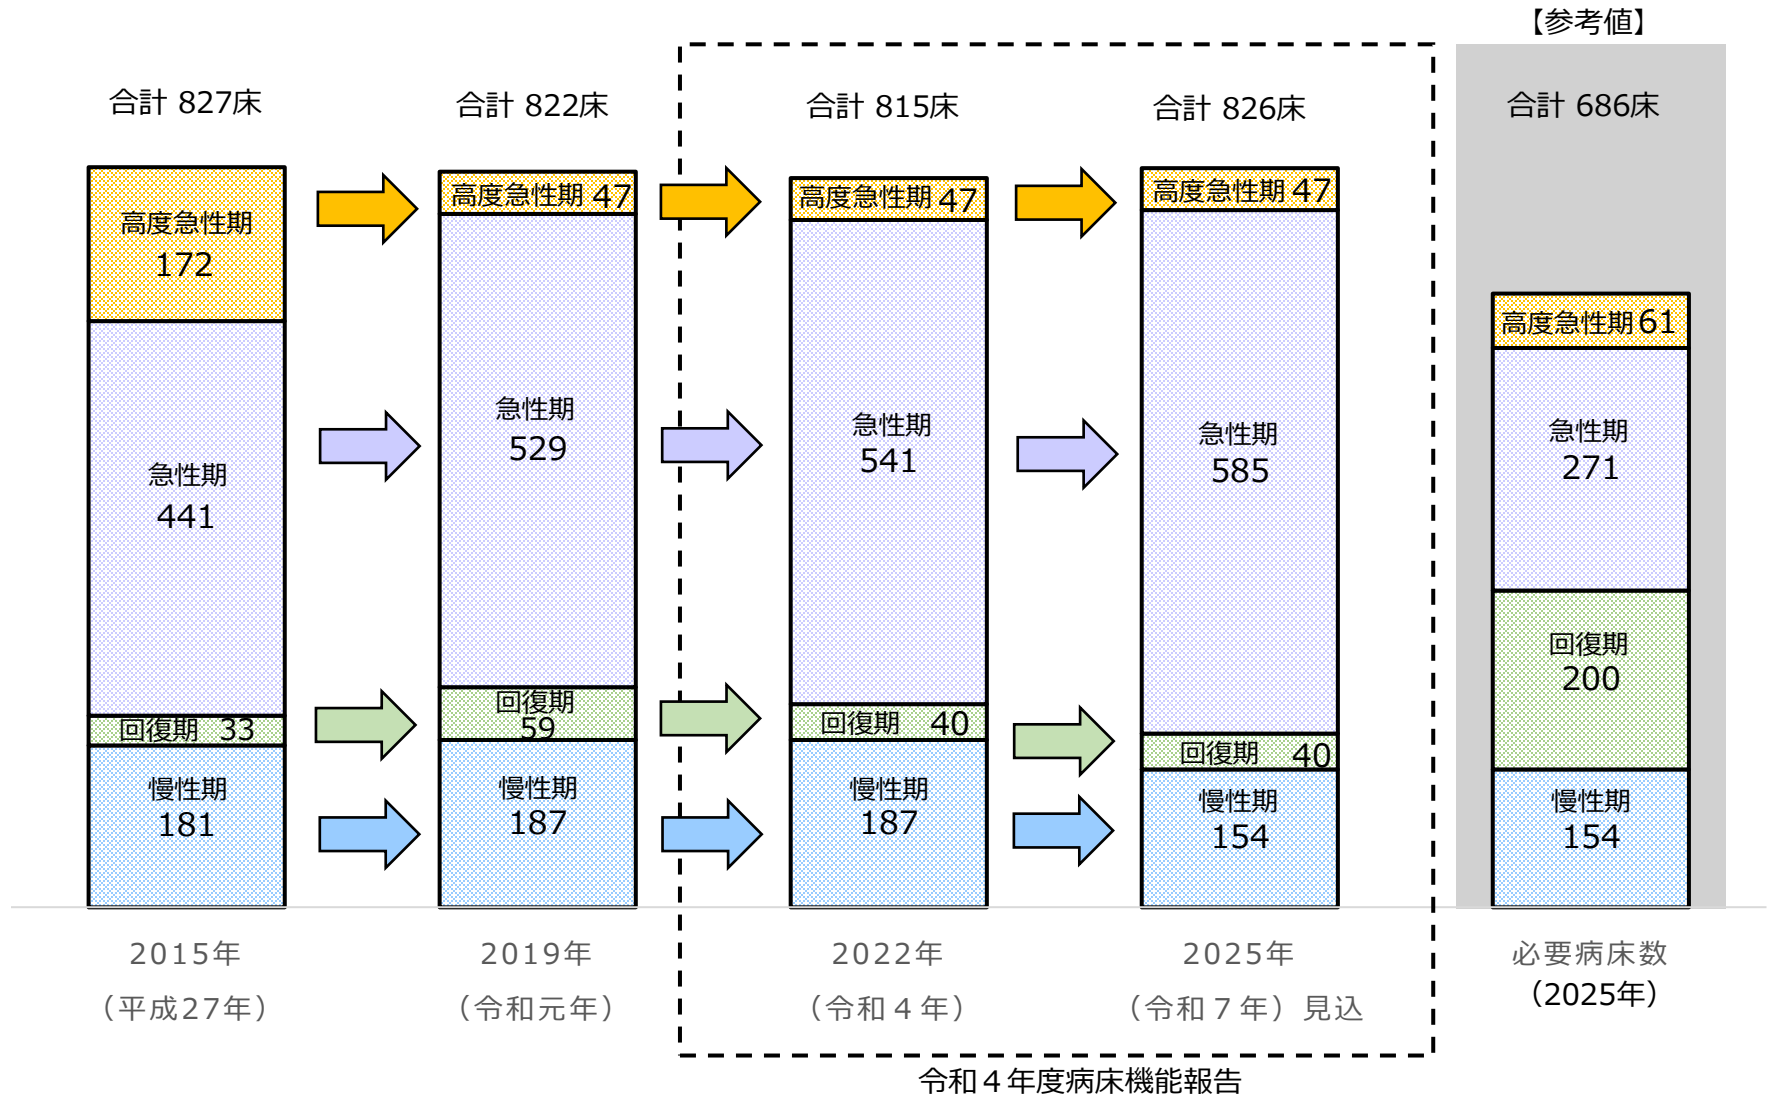 【参考値】
合計 827床
合計 822床
合計 815床
合計 826床
合計 686床
高度急性期
172
急性期
441
回復期 33
慢性期
181
高度急性期 47
急性期
529
回復期
59
慢性期
187
高度急性期 47
急性期
541
回復期 40
慢性期
187
高度急性期 47
急性期
585
回復期 40
慢性期
154
高度急性期 61
急性期
271
回復期
200
慢性期
154
2015年
（平成27年）
2019年
（令和元年）
2022年
（令和４年）
2025年
（令和７年）見込
必要病床数
（2025年）
令和４年度病床機能報告